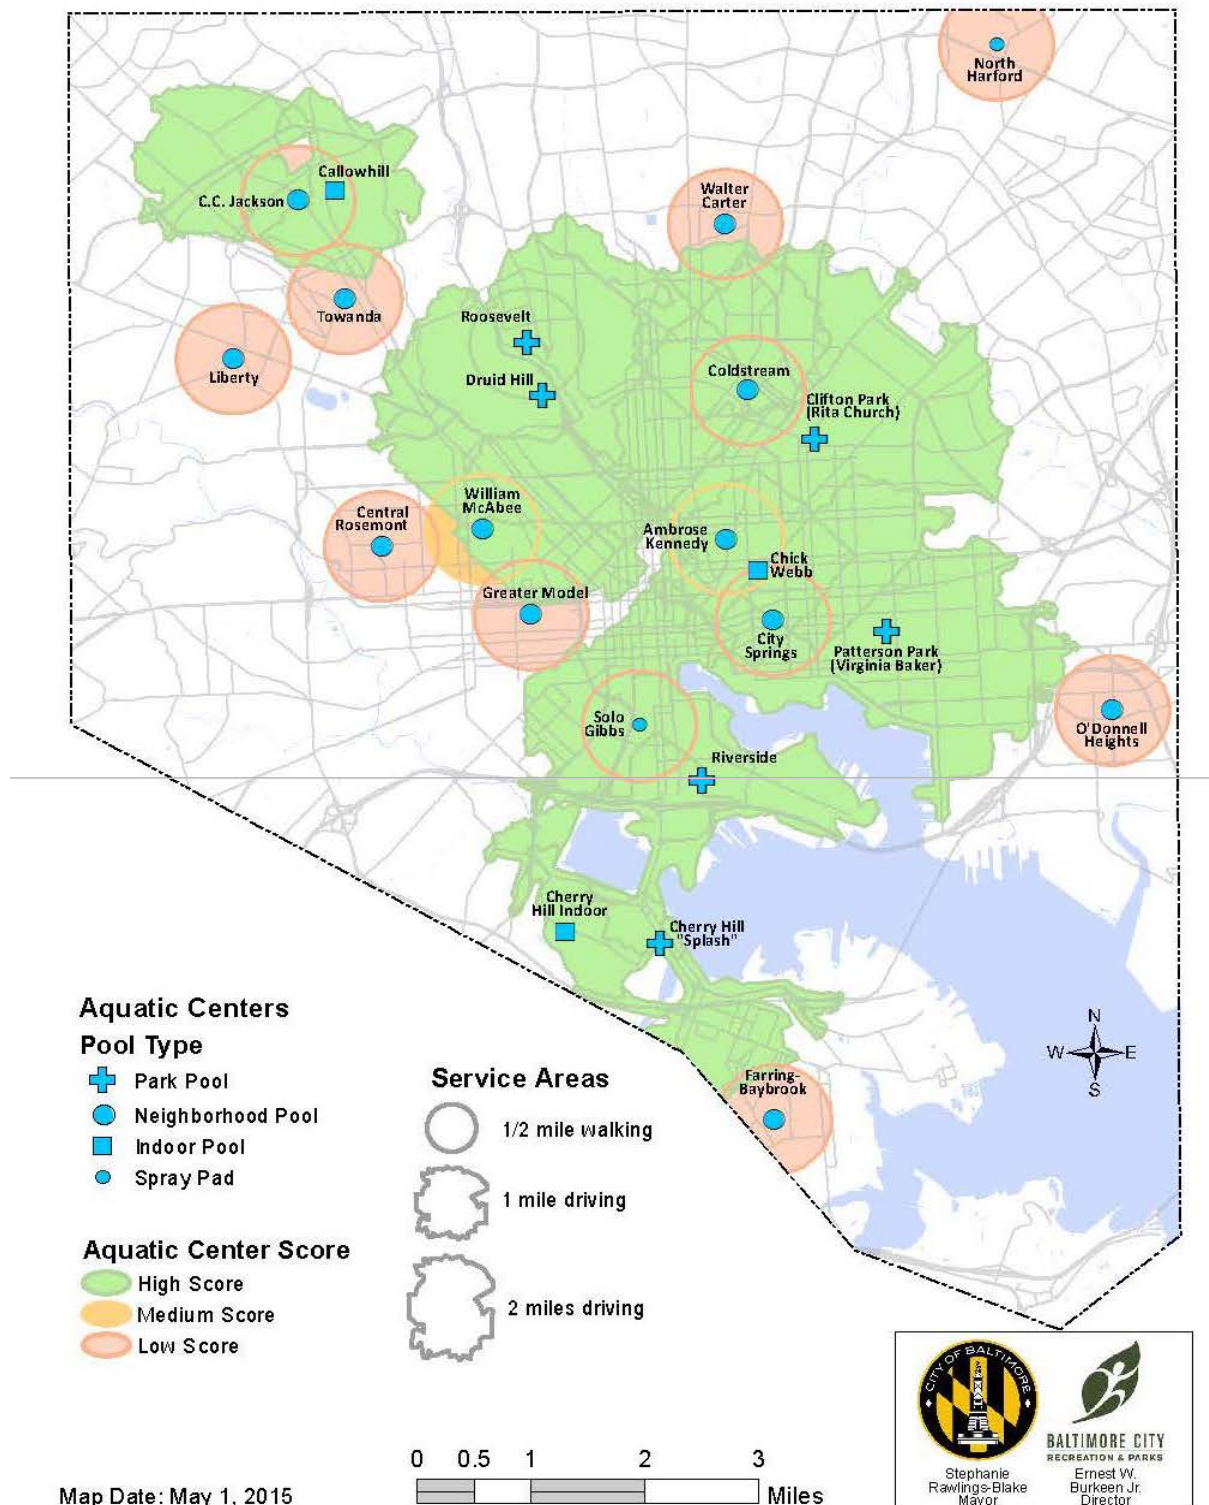 North
Harford
Callowhill
C.C. Jackson
Walter
Carter
Towanda
Liberty
Roosevelt
Druid Hill
Coldstream
Clifton Park
(Rita Church)
William
McAbee
Central
Rosemont
Ambrose
Kennedy
Chick
Webb
Greater Model
City
Springs
Patterson Park
(Virginia Baker)
Solo
Gibbs
O'Donnell
Heights
Riverside
Cherry
Hill Indoor
Cherry Hill
"Splash"
Farring-
Baybrook
N
W E
S
Aquatic Centers
Pool Type
Park Pool
Neighborhood Pool
Indoor Pool
Spray Pad
Aquatic Center Score
High Score
Medium Score
Low Score
Service Areas
1/2 mile walking
1 mile driving
2 miles driving
0 0.5 1 2 3
Miles
Map Date: May 1, 2015
CITY OF BALTIMORE
Stephanie
Rawlings-Blake
Mayor
BALTIMORE CITY
RECREATION & PARKS
Ernest W.
Burkeen Jr.
Director